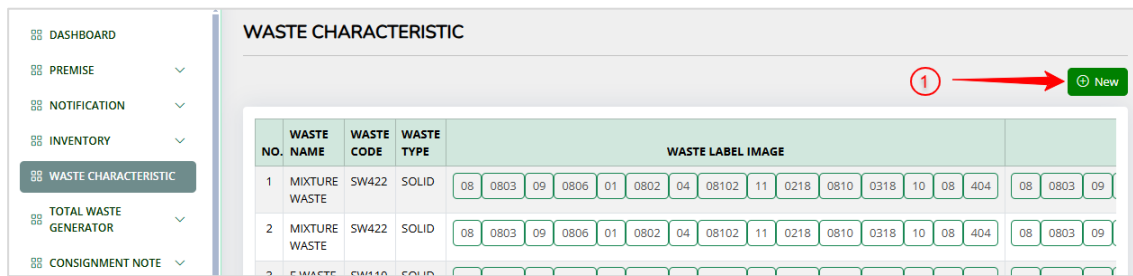 DASHBOARD
PREMISE
NOTIFICATION
INVENTORY
WASTE CHARACTERISTIC
TOTAL WASTE
GENERATOR
CONSIGNMENT NOTE
WASTE CHARACTERISTIC
1
New
NO. WASTE NAME WASTE CODE WASTE TYPE WASTE LABEL IMAGE
1 MIXTURE WASTE SW422 SOLID 08 0803 09 0806 01 0802 04 08102 11 0218 0810 0318 10 08 404 08 0803 09
2 MIXTURE WASTE SW422 SOLID 08 0803 09 0806 01 0802 04 08102 11 0218 0810 0318 10 08 404 08 0803 09